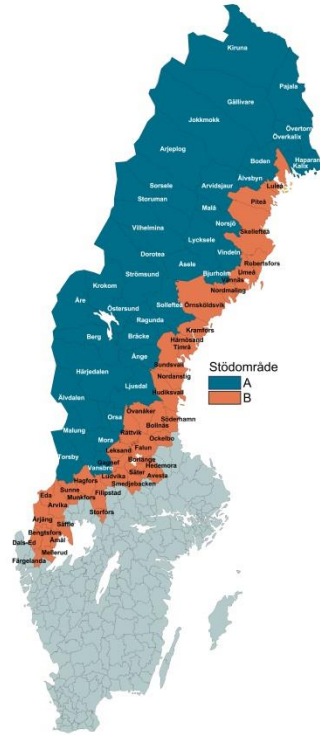 Kiruna
Pajala
Gällivare
Jokkmokk
Övertorn
Överkalix
Arjeplog
Haparan
Kalix
Boden
Älvsbyn
Luleå
Sorsele
Arvidsjaur
Piteå
Storuman
Malå
Norsjö
Skellefteå
Vilhelmina
Lycksele
Vindeln
Robertsfors
Dorotea
Åsele
Umeå
Bjurholm
Vännäs
Strömsund
Nordmaling
Krokom
Örnsköldsvik
Åre
Östersund
Sollefteå
Ragunda
Kramfors
Berg
Bräcke
Härnösand
Timrå
Ånge
Sundsvall
Härjedalen
Nordanstig
Ljusdal
Hudiksvall
Stödområde
A
B
Älvdalen
Orsa
Ovanåker
Söderhamn
Bollnäs
Malung
Mora
Rättvik
Ockelbo
Leksand
Falun
Torsby
Gagnef
Borlänge
Vansbro
Hedemora
Ludvika
Säter
Hagfors
Avesta
Smedjebacken
Sunne
Eda
Munkfors
Filipstad
Arvika
Storfors
Årjäng
Säffle
Bengtsfors
Åmål
Dals-Ed
Mellerud
Färgelanda